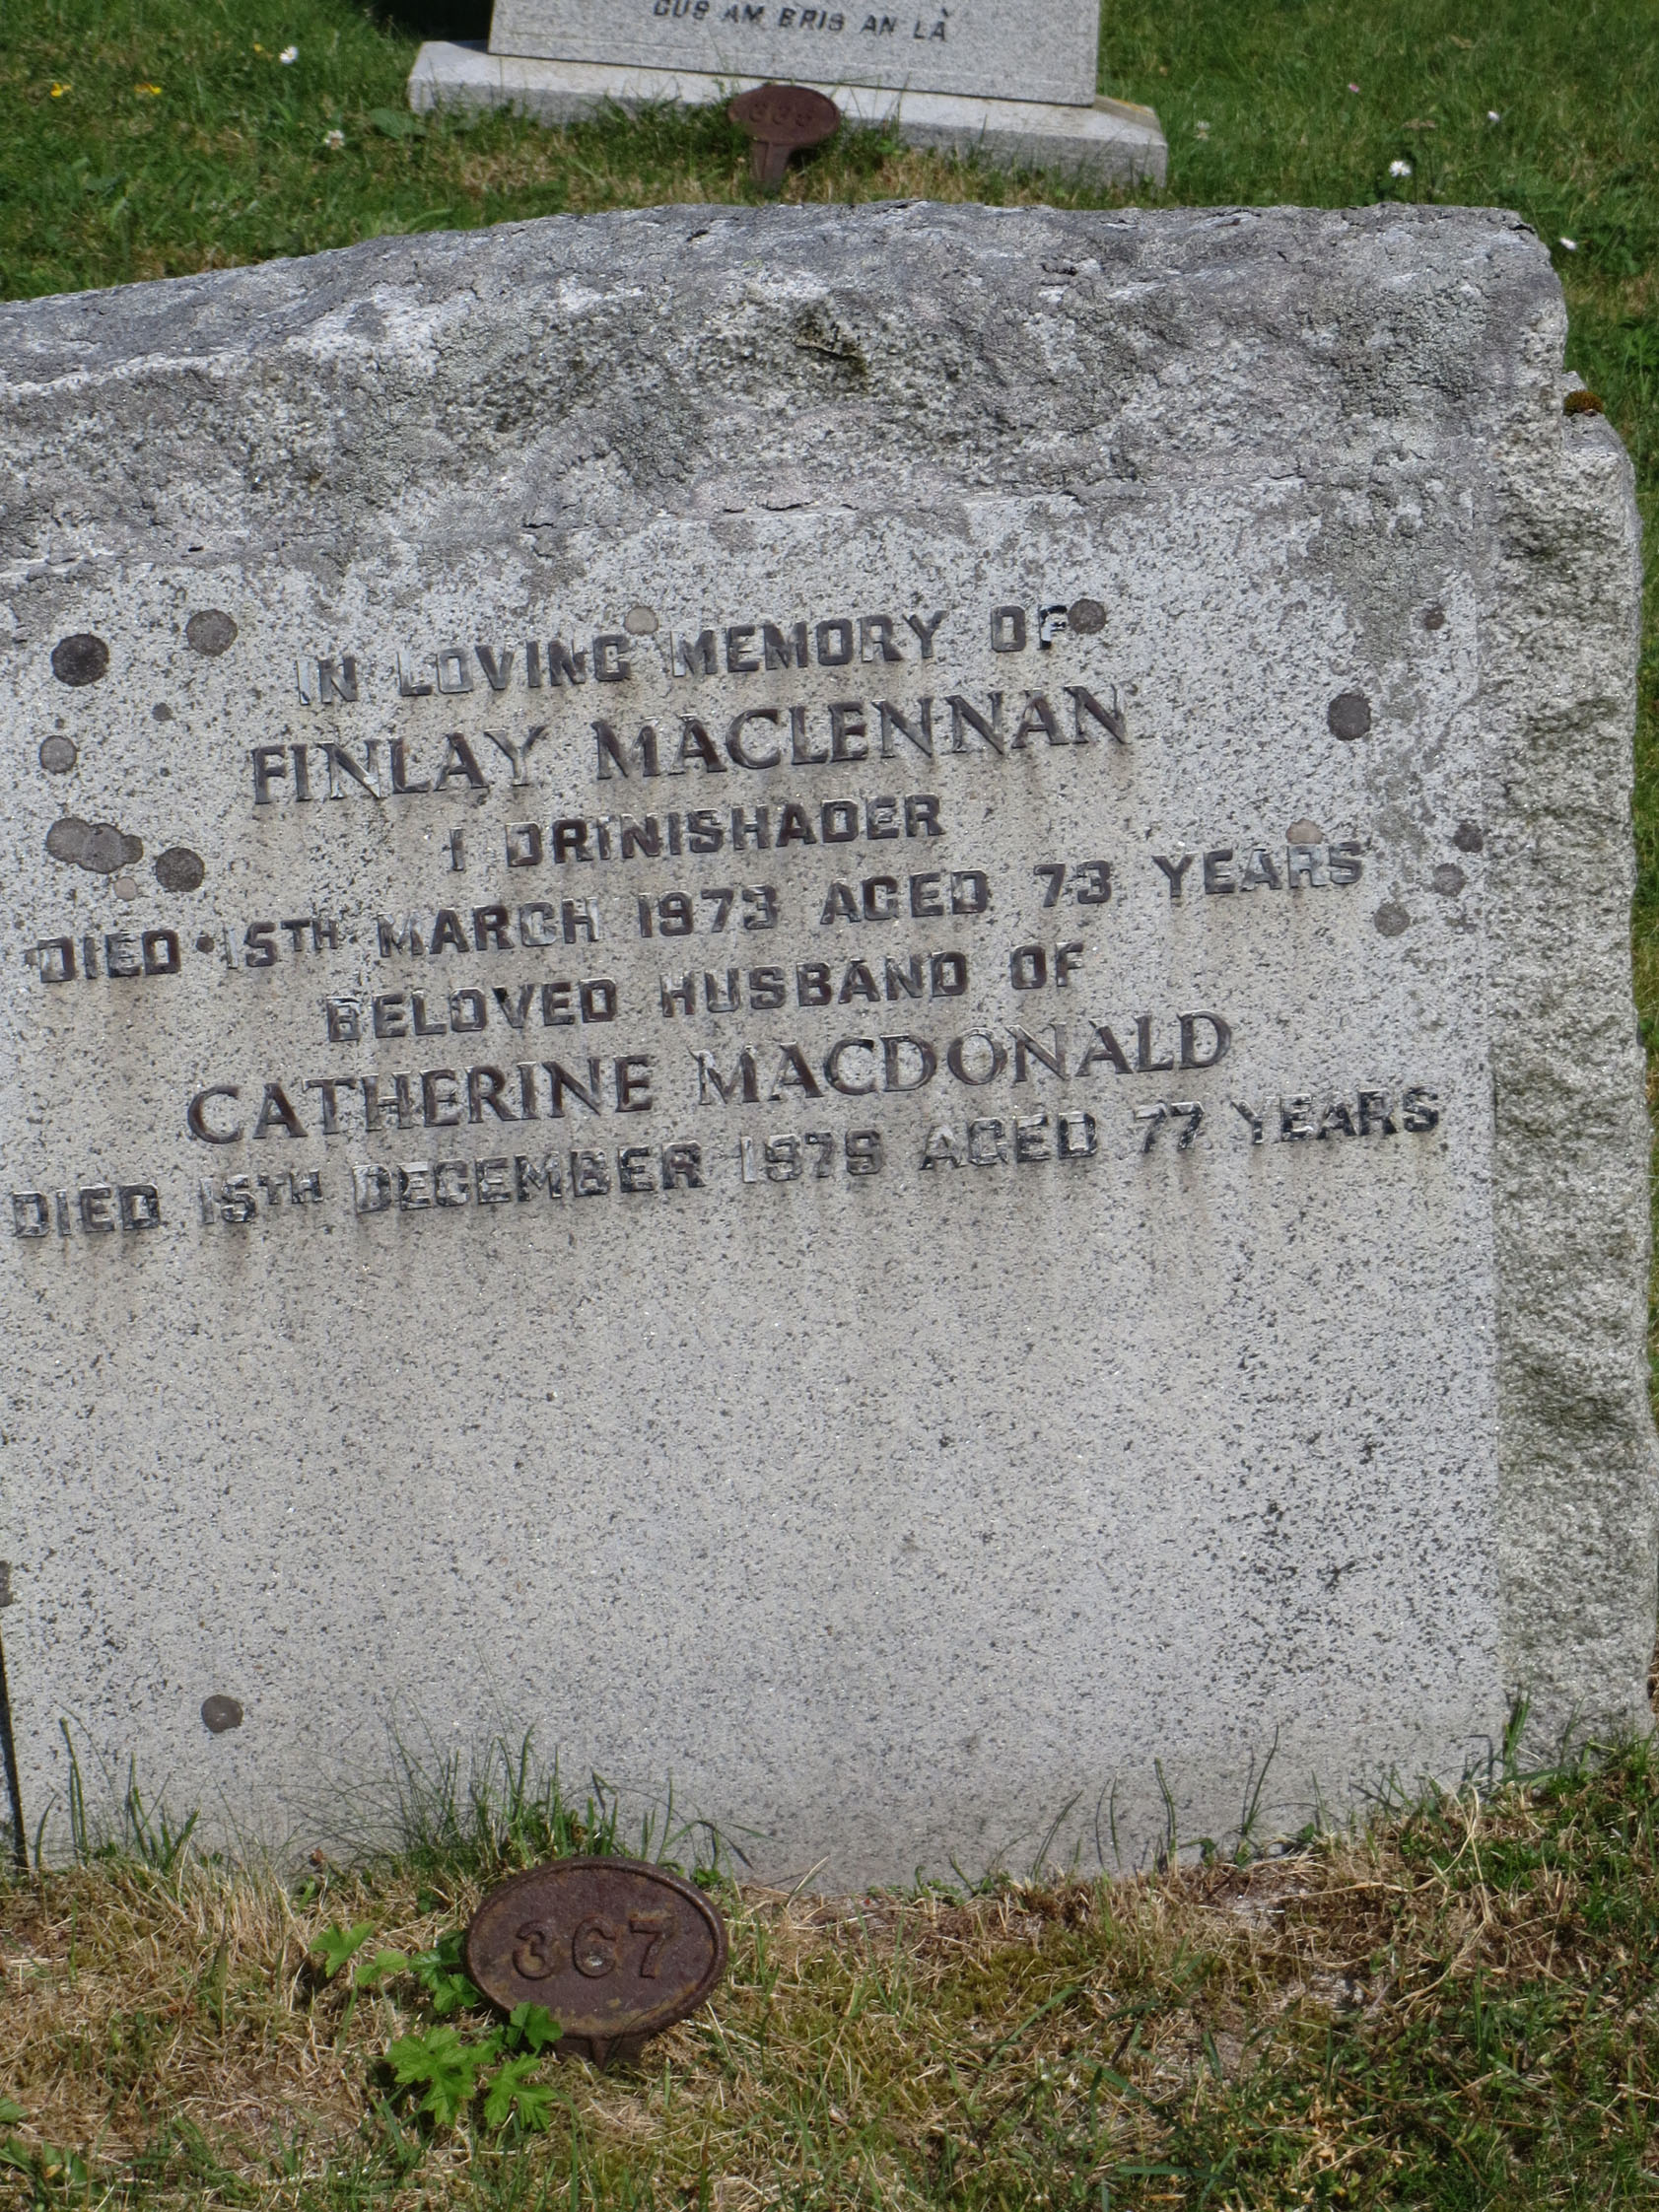 GUS AM BRIS AN LÀ
IN LOVING MEMORY OF
FINLAY MACLENNAN
1 DRINISHADER
DIED 15TH MARCH 1973 AGED 73 YEARS
BELOVED HUSBAND OF
CATHERINE MACDONALD
DIED 15TH DECEMBER 1979 AGED 77 YEARS
367